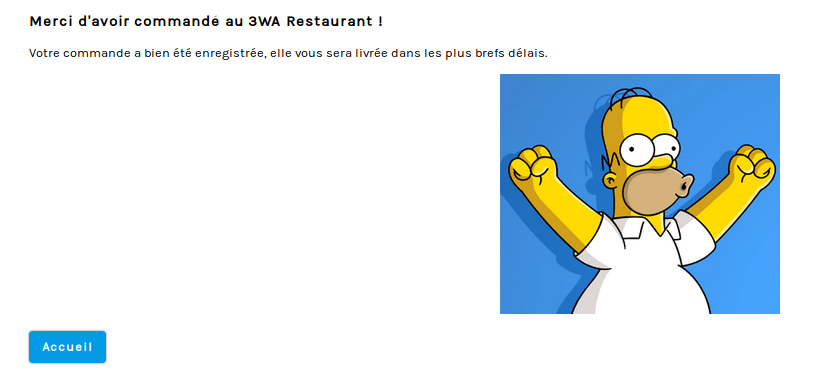 Merci d'avoir commandé au 3WA Restaurant !
Votre commande a bien été enregistrée, elle vous sera livrée dans les plus brefs délais.
Accueil